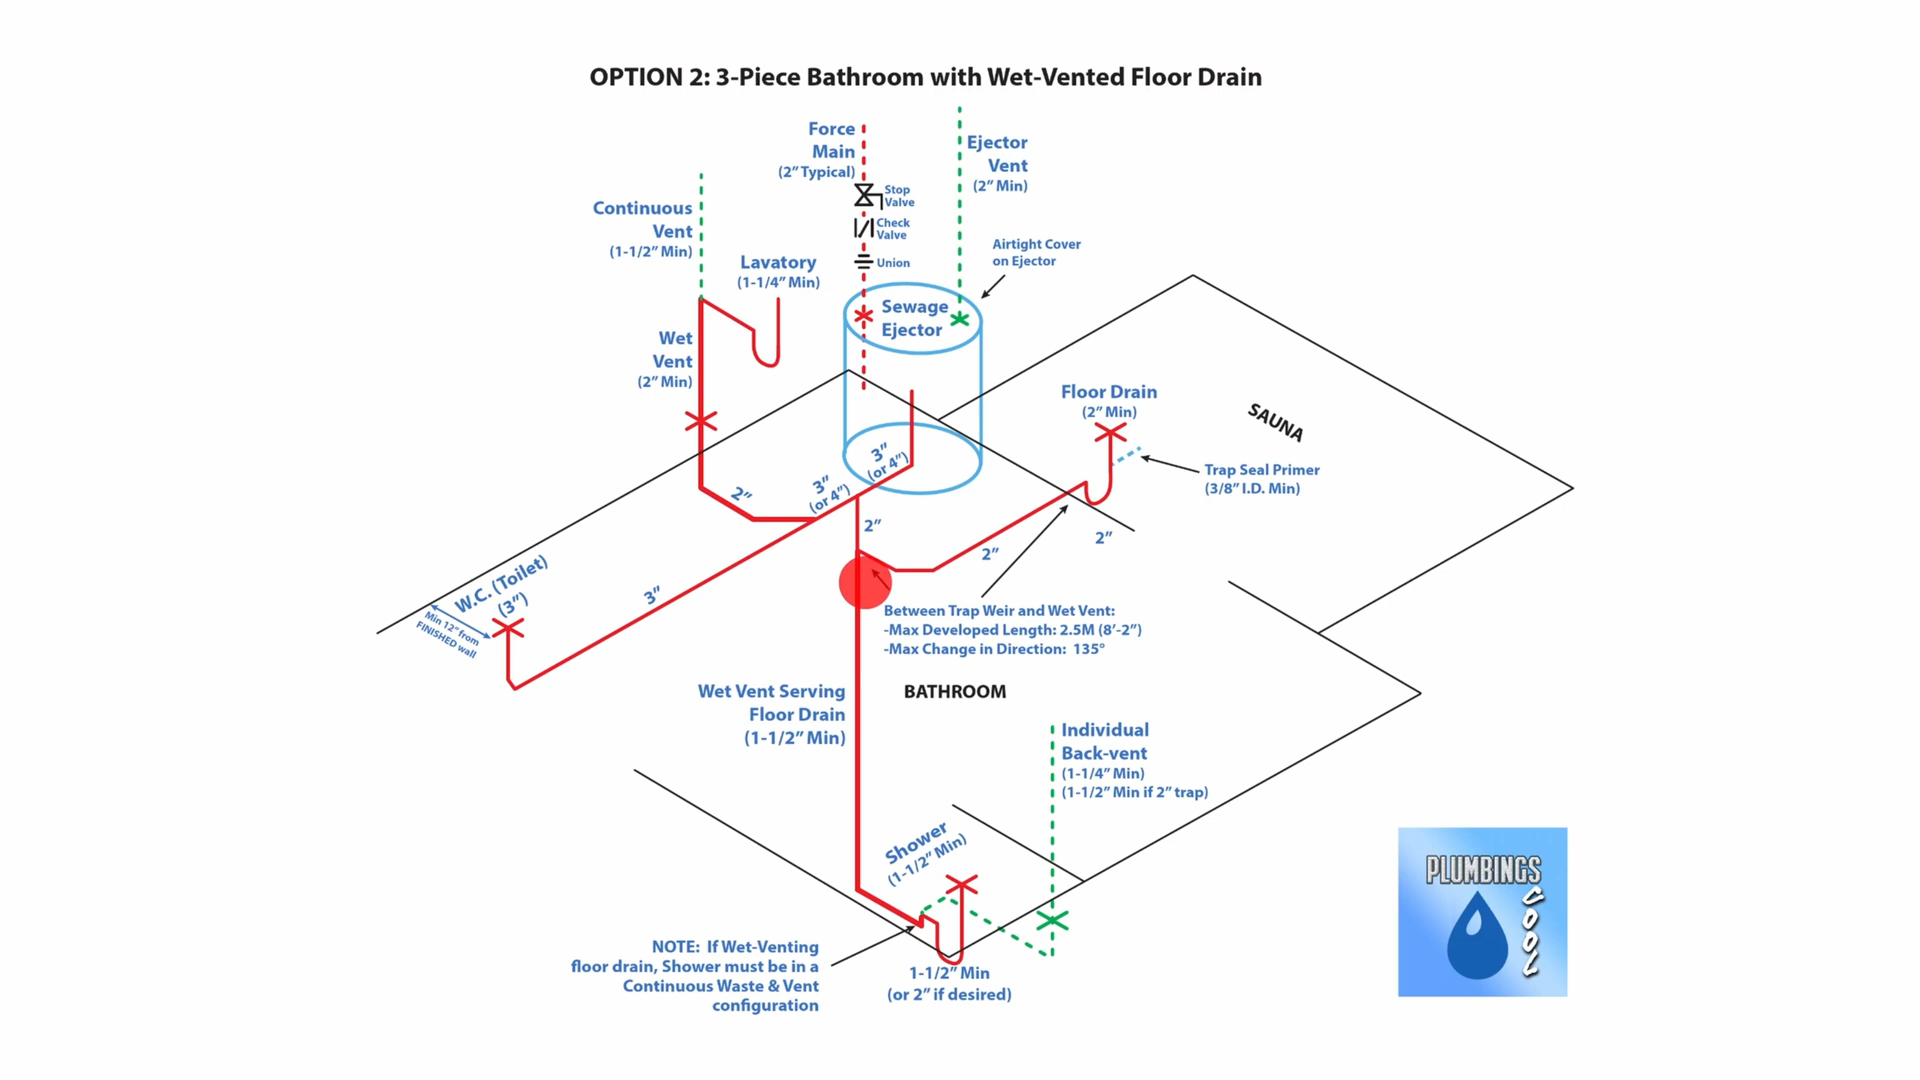 OPTION 2: 3-Piece Bathroom with Wet-Vented Floor Drain
Force
Main
(2” Typical)
Ejector
Vent
(2” Min)
Stop
Valve
Check
Valve
Union
Continuous
Vent
(1-1/2” Min)
Lavatory
(1-1/4” Min)
Airtight Cover
on Ejector
Sewage
Ejector
Wet
Vent
(2” Min)
Floor Drain
(2” Min)
SAUNA
Trap Seal Primer
(3/8” I.D. Min)
3”
(or 4”)
3”
(or 4”)
2”
2”
2”
2”
W.C. (Toilet)
(3”)
Min 12” from
FINISHED wall
3”
Between Trap Weir and Wet Vent:
-Max Developed Length: 2.5M (8’-2”)
-Max Change in Direction: 135°
Wet Vent Serving
Floor Drain
(1-1/2” Min)
BATHROOM
Individual
Back-vent
(1-1/4” Min)
(1-1/2” Min if 2” trap)
Shower
(1-1/2” Min)
NOTE: If Wet-Venting
floor drain, Shower must be in a
Continuous Waste & Vent
configuration
1-1/2” Min
(or 2” if desired)
PLUMBINGS
COOL